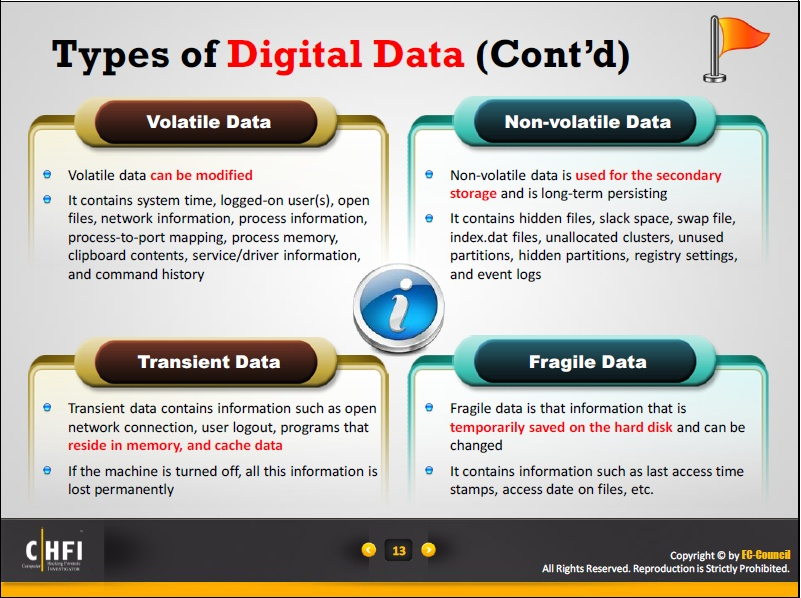 Types of Digital Data (Cont’d)
Volatile Data
Volatile data can be modified
It contains system time, logged-on user(s), open
files, network information, process information,
process-to-port mapping, process memory,
clipboard contents, service/driver information,
and command history
Non-volatile Data
Non-volatile data is used for the secondary
storage and is long-term persisting
It contains hidden files, slack space, swap file,
index.dat files, unallocated clusters, unused
partitions, hidden partitions, registry settings,
and event logs
Transient Data
Transient data contains information such as open
network connection, user logout, programs that
reside in memory, and cache data
If the machine is turned off, all this information is
lost permanently
Fragile Data
Fragile data is that information that is
temporarily saved on the hard disk and can be
changed
It contains information such as last access time
stamps, access date on files, etc.
CHFI
Computer Hacking Forensic
INVESTIGATOR
13
Copyright © by EC-Council
All Rights Reserved. Reproduction is Strictly Prohibited.